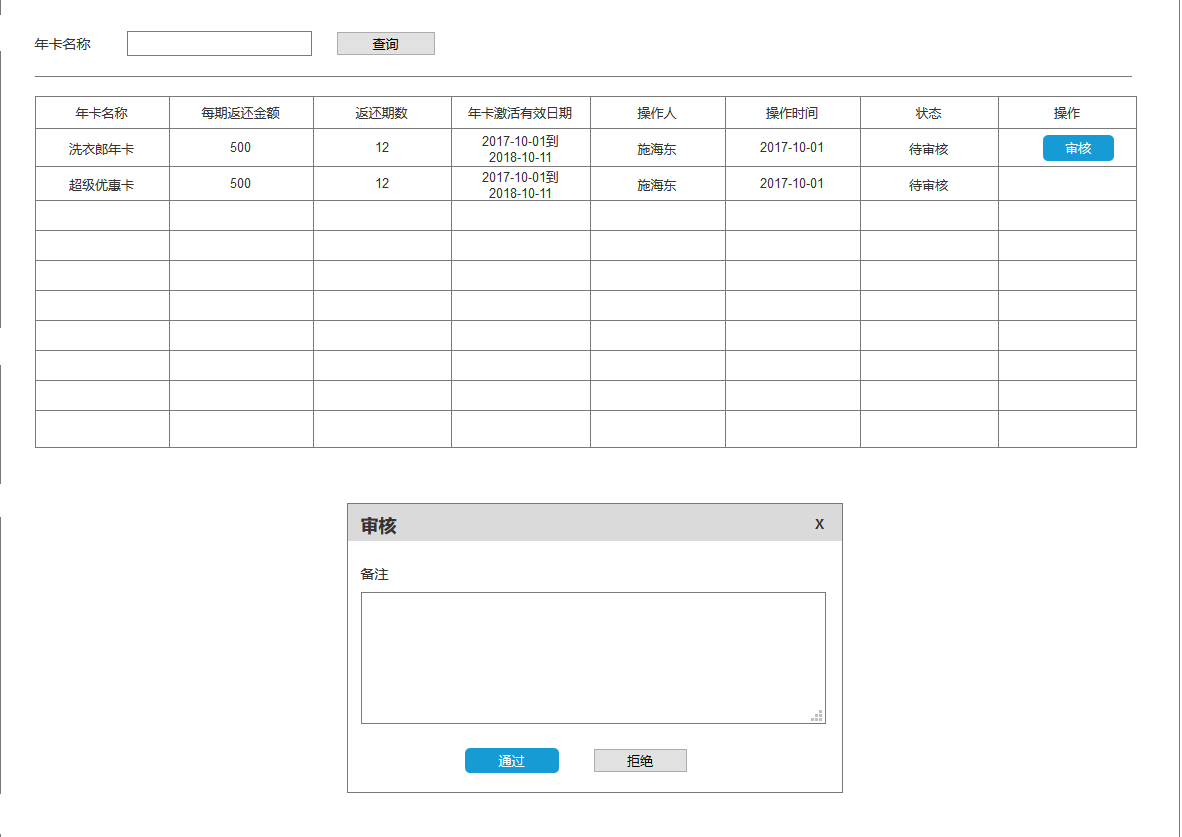 年卡名称 查询
年卡名称 每期返还金额 返还期数 年卡激活有效日期 操作人 操作时间 状态 操作
洗衣郎年卡 500 12 2017-10-01到 施海东 2017-10-01 待审核 审核
2018-10-11
超级优惠卡 500 12 2017-10-01到 施海东 2017-10-01 待审核
2018-10-11
审核 X
备注
通过 拒绝